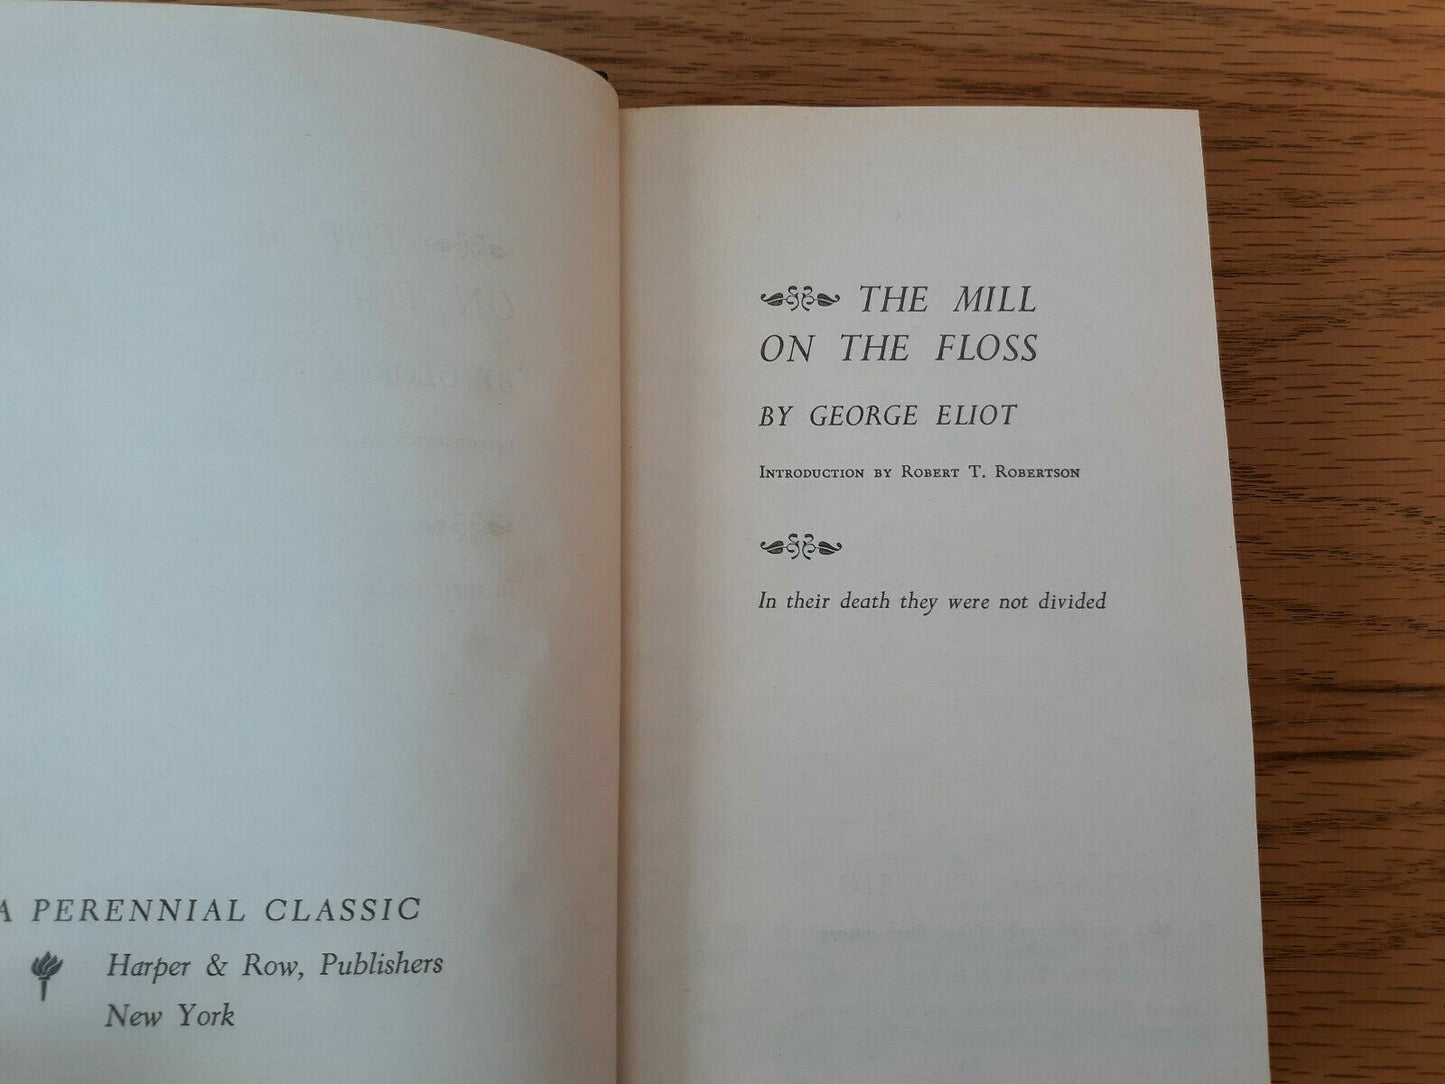 A PERENNIAL CLASSIC
Harper & Row, Publishers
New York
THE MILL
ON THE FLOSS
BY GEORGE ELIOT
Introduction by Robert T. Robertson
In their death they were not divided